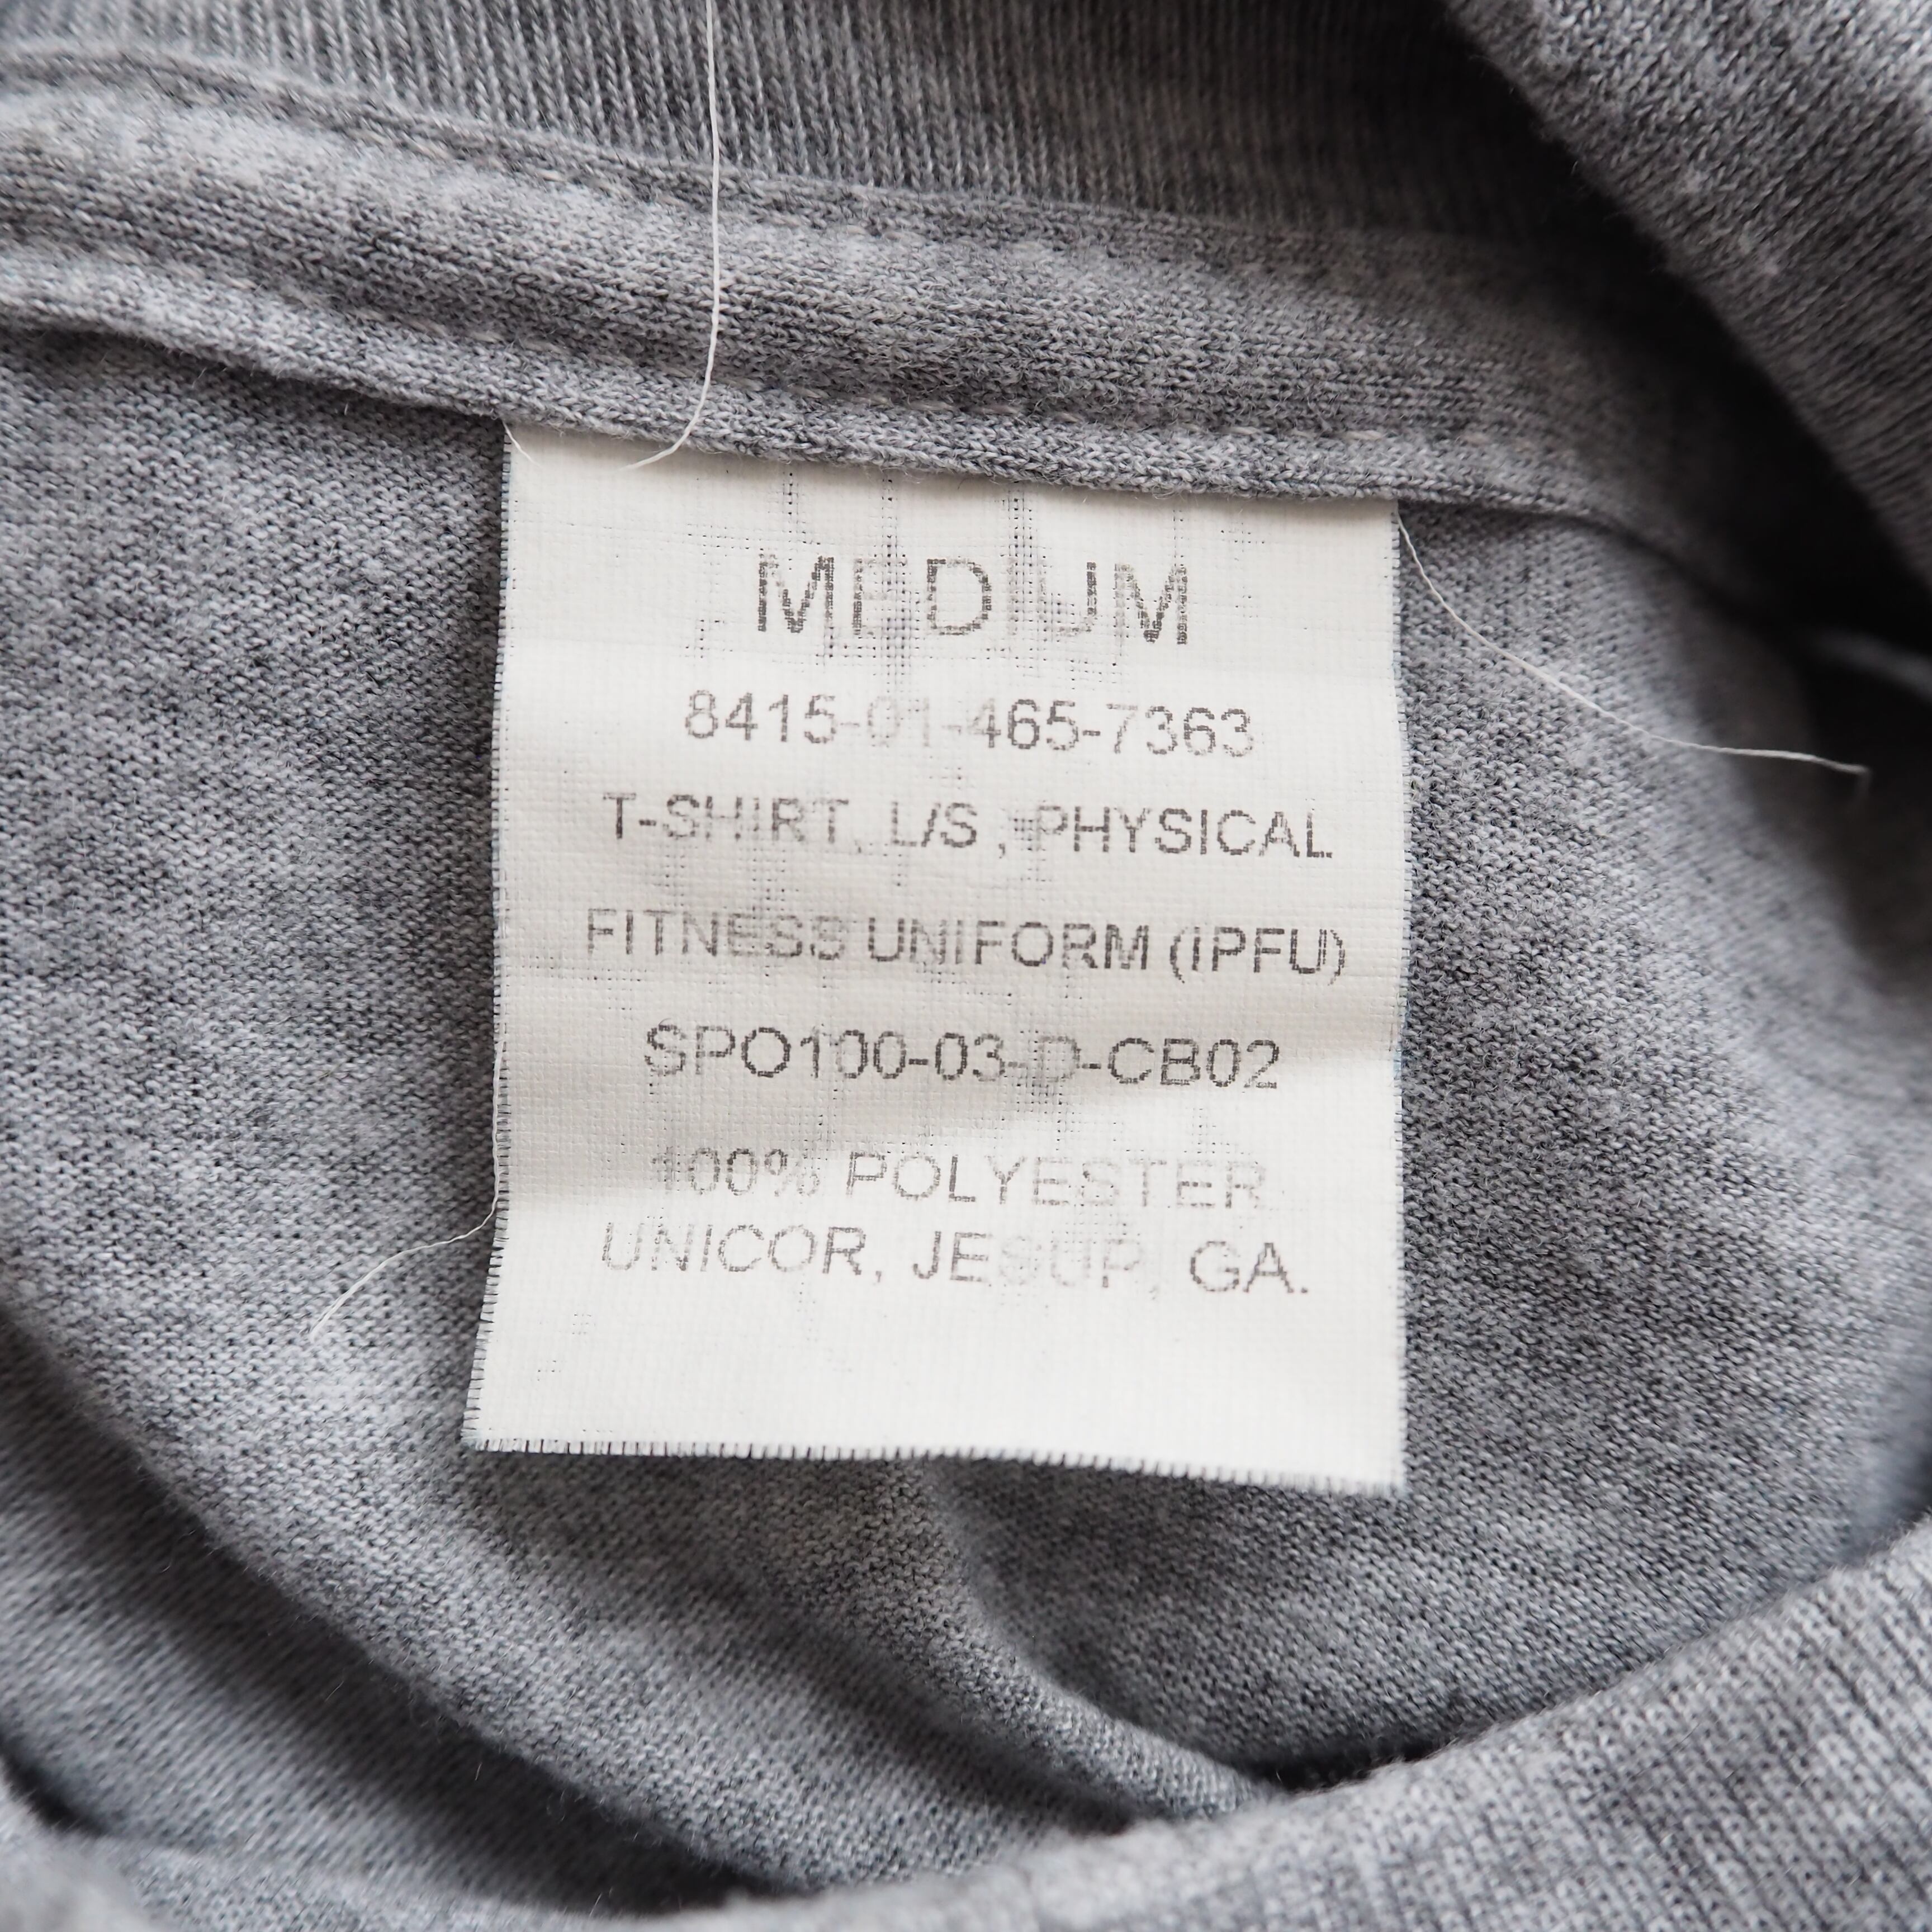 MEDIUM
8415-01-465-7363
T-SHIRT, L/S , PHYSICAL
FITNESS UNIFORM (IPFU)
SPO100-03-D-CB02
100% POLYESTER
UNICOR, JESUP, GA.